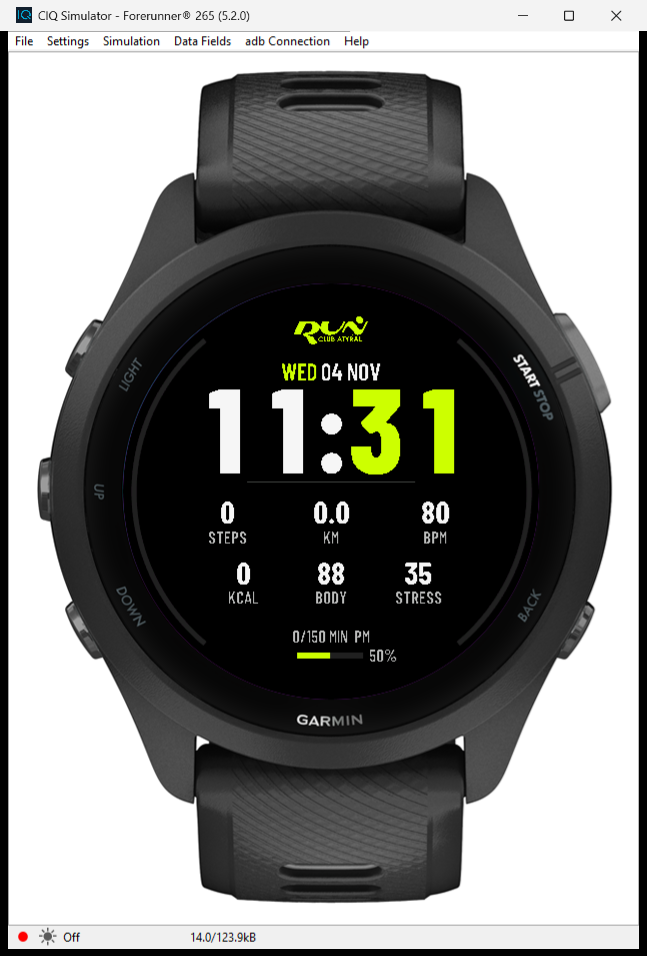 CIQ Simulator - Forerunner® 265 (5.2.0)
File Settings Simulation Data Fields adb Connection Help
RUN
CLUB ATYRAL
WED 04 NOV
11:31
0 0.0 80
STEPS KM BPM
0 88 35
KCAL BODY STRESS
0/150 MIN PM
50%
LIGHT
UP
DOWN
START STOP
BACK
GARMIN
Off 14.0/123.9kB